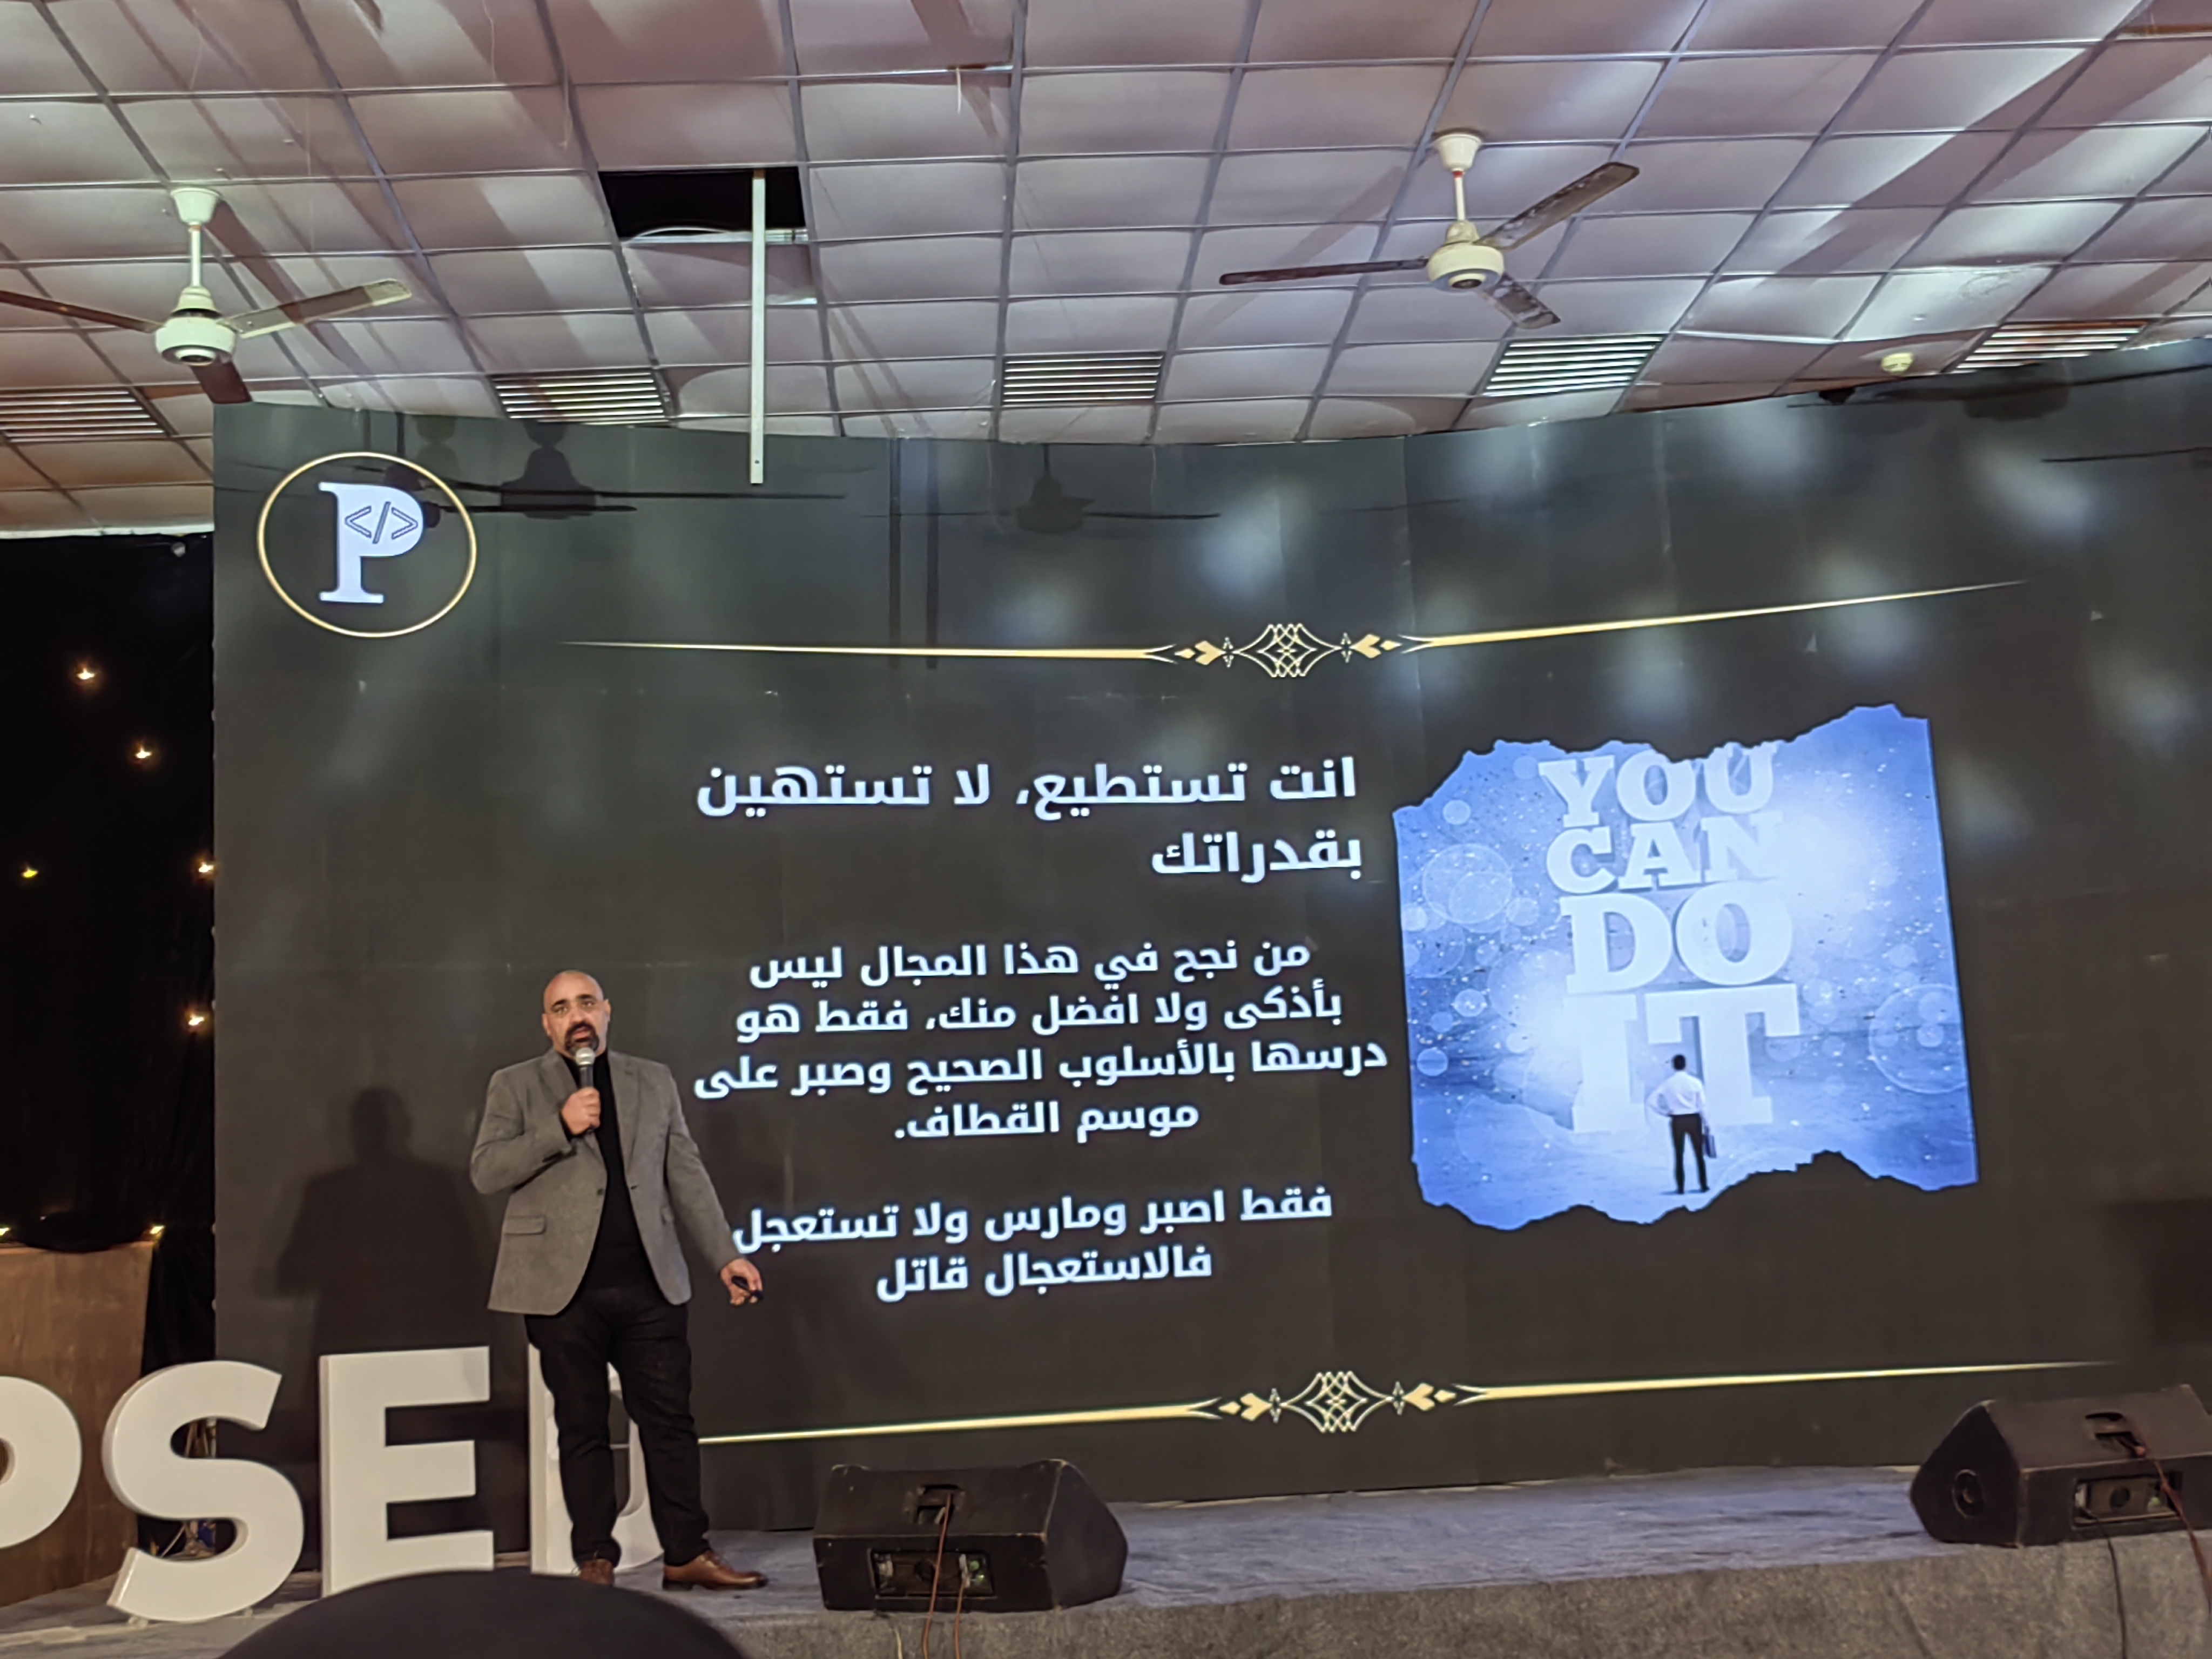 P
</>
انت تستطيع، لا تستهين
بقدراتك
من نجح في هذا المجال ليس
بأذكى ولا افضل منك، فقط هو
درسها بالأسلوب الصحيح وصبر على
موسم القطاف.
فقط اصبر ومارس ولا تستعجل
فالاستعجال قاتل
YOU
CAN
DO
IT
PSE